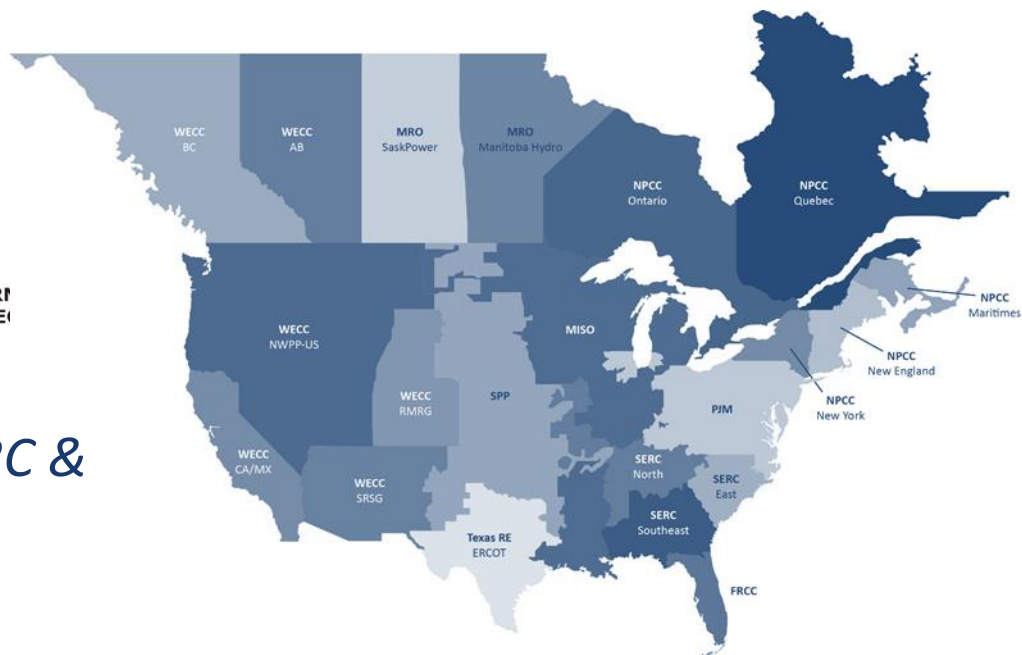 WECC
BC
WECC
AB
MRO
SaskPower
MRO
Manitoba Hydro
NPCC
Ontario
NPCC
Quebec
NPCC
Maritimes
NPCC
New England
NPCC
New York
WECC
NWPP-US
MISO
WECC
RMRG
SPP
PJM
WECC
CA/MX
WECC
SRSG
SERC
North
SERC
East
SERC
Southeast
Texas RE
ERCOT
FRCC
C &